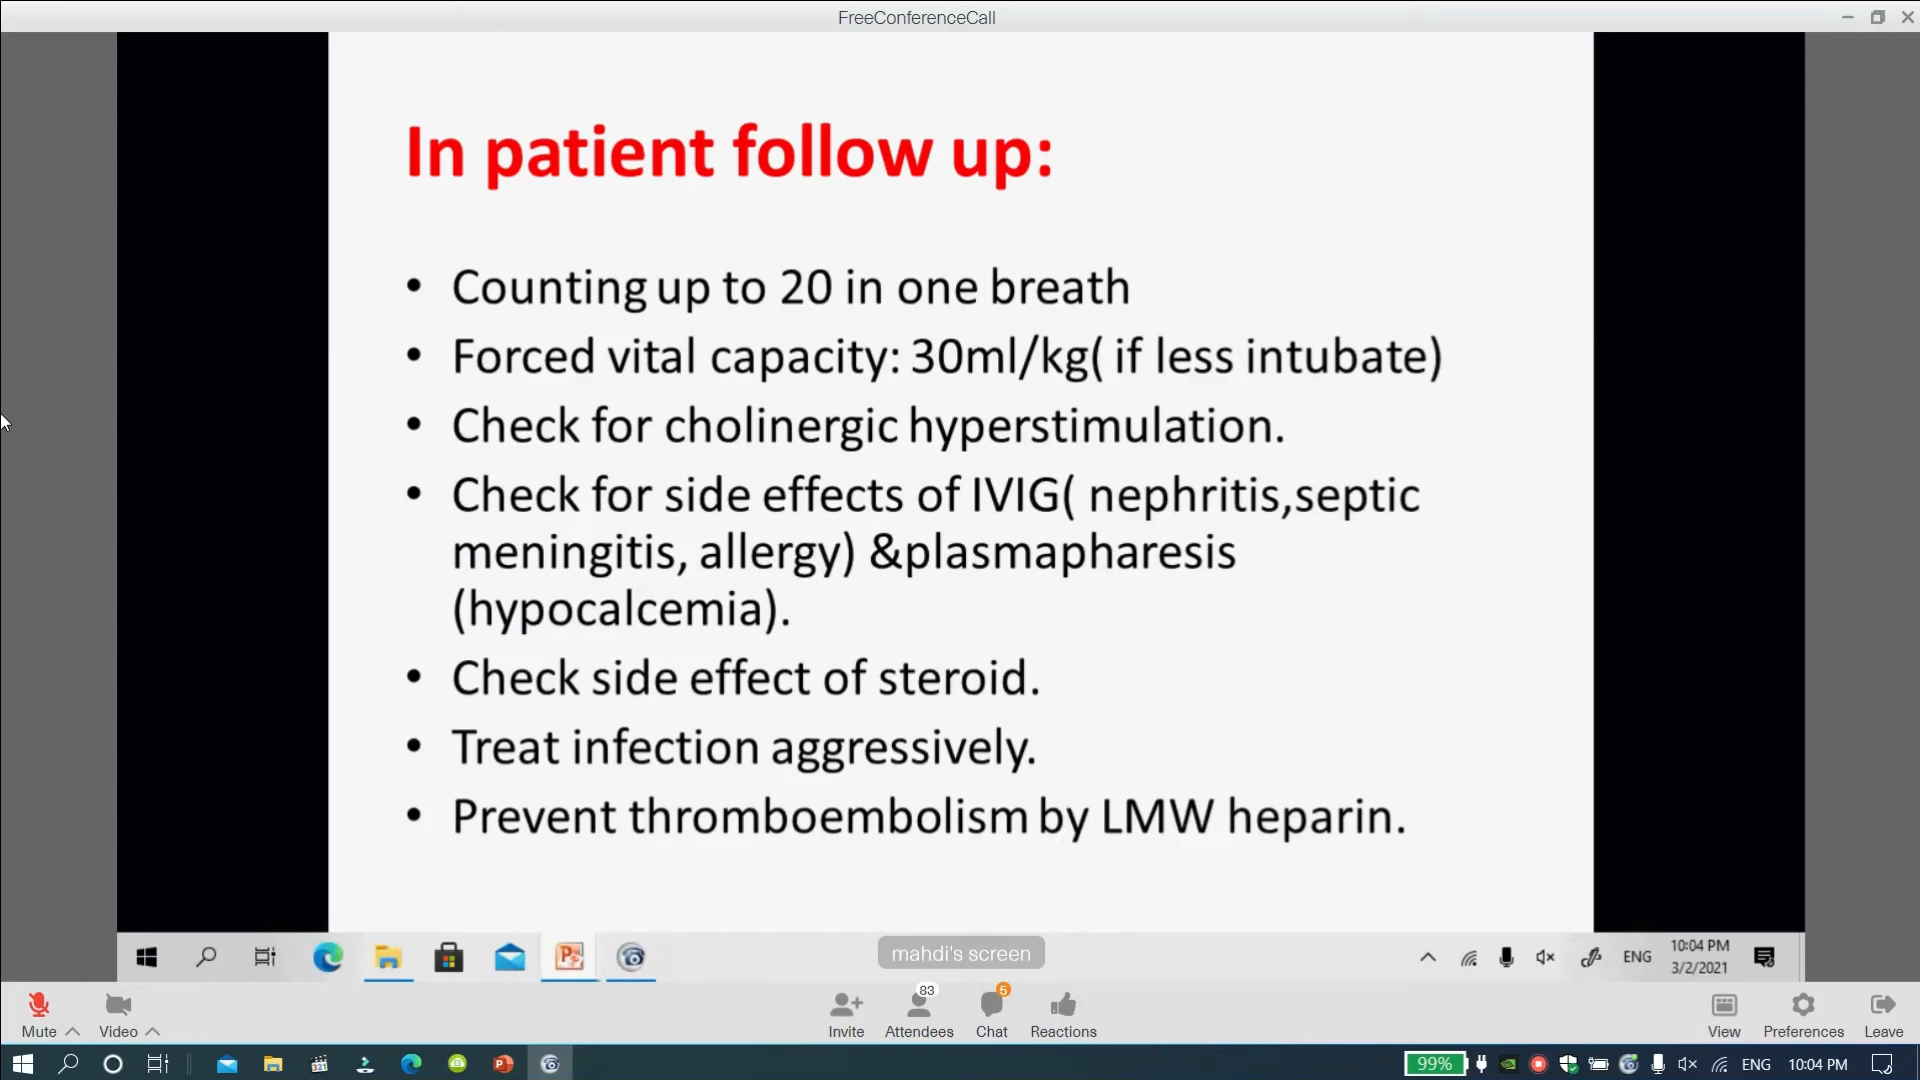 FreeConferenceCall
In patient follow up:
• Counting up to 20 in one breath
• Forced vital capacity: 30ml/kg( if less intubate)
• Check for cholinergic hyperstimulation.
• Check for side effects of IVIG( nephritis,septic
meningitis, allergy) &plasmapharesis
(hypocalcemia).
• Check side effect of steroid.
• Treat infection aggressively.
• Prevent thromboembolism by LMW heparin.
mahdi's screen
ENG
10:04 PM
3/2/2021
83
5
Mute
Video
Invite
Attendees
Chat
Reactions
View
Preferences
Leave
99%
ENG
10:04 PM